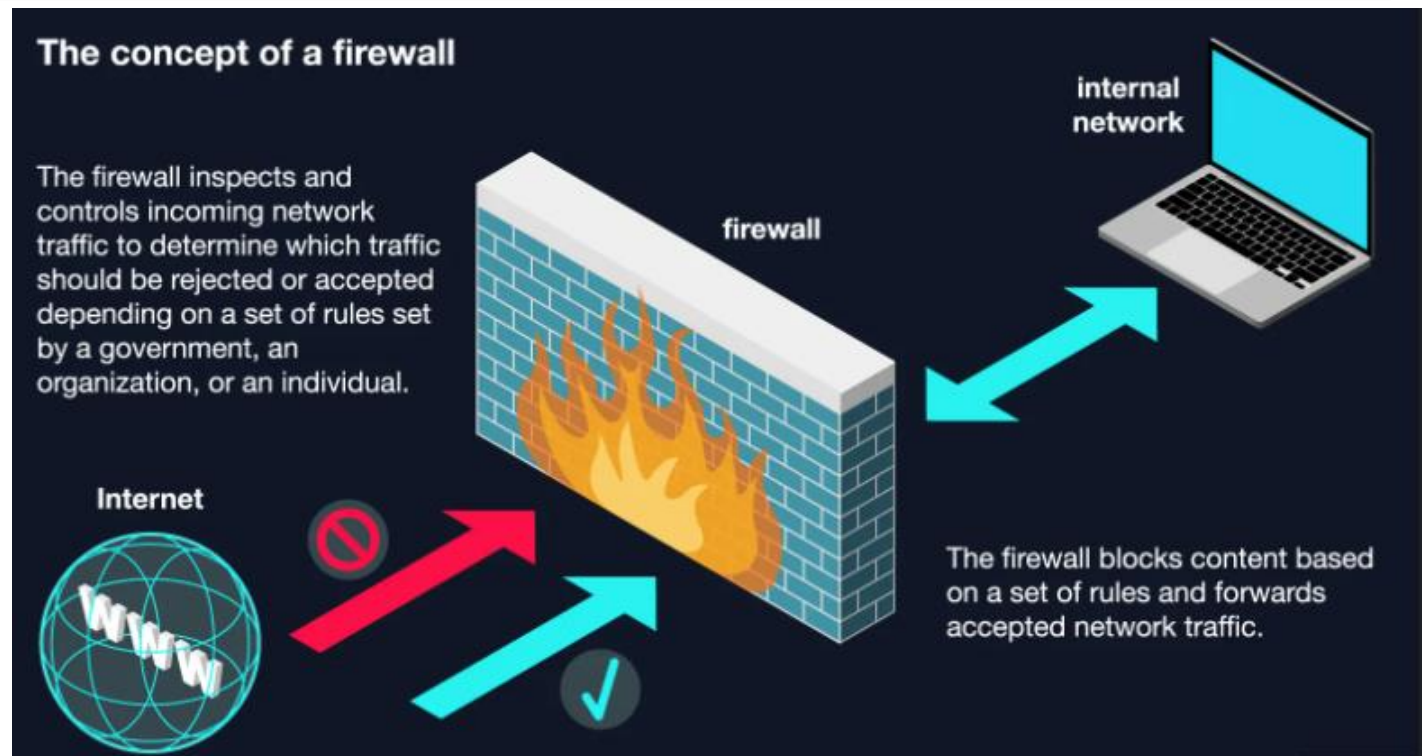 The concept of a firewall
internal
network
The firewall inspects and
controls incoming network
traffic to determine which traffic
should be rejected or accepted
depending on a set of rules set
by a government, an
organization, or an individual.
firewall
Internet
WWW
The firewall blocks content based
on a set of rules and forwards
accepted network traffic.